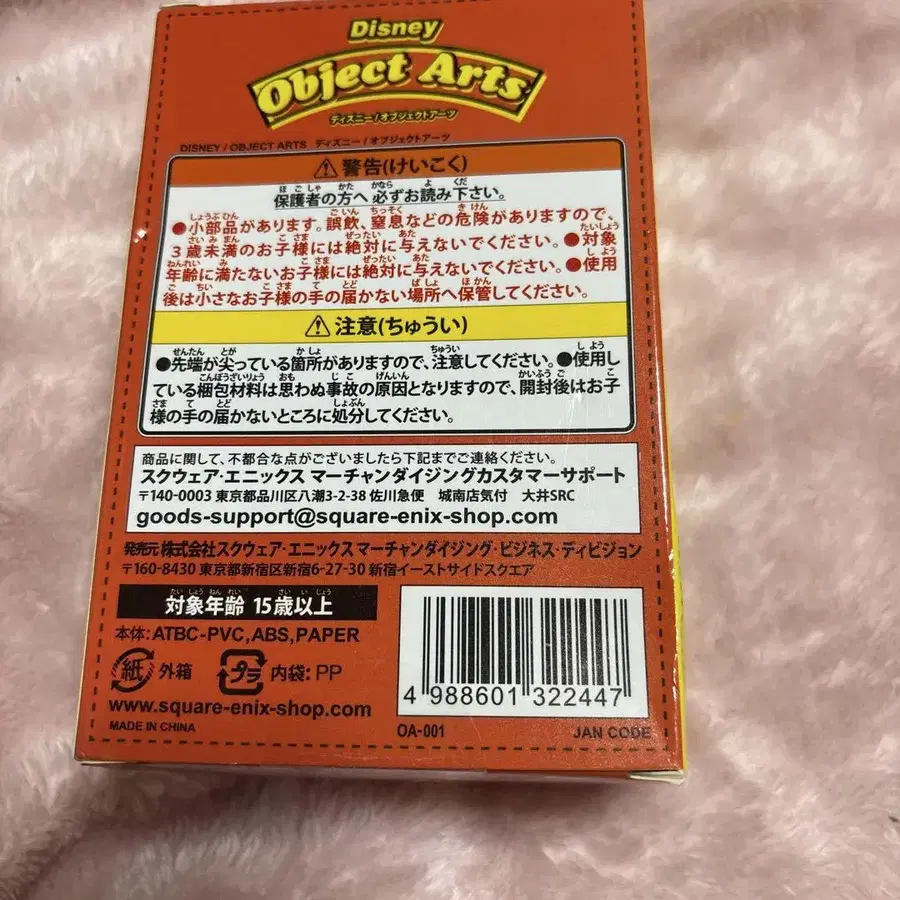 Disney
Object Arts
ディズニー/オブジェクトアーツ
DISNEY / OBJECT ARTS ディズニー/オブジェクトアーツ
⚠警告(けいこく)
保護者の方へ必ずお読み下さい。
●小部品があります。誤飲、窒息などの危険がありますので、
3歳未満のお子様には絶対に与えないでください。●対象
年齢に満たないお子様には絶対に与えないでください。●使用
後は小さなお子様の手の届かない場所へ保管してください。
⚠注意(ちゅうい)
●先端が尖っている箇所がありますので、注意してください。●使用し
ている梱包材料は思わぬ事故の原因となりますので、開封後はお子
様の手の届かないところに処分してください。
商品に関して、不都合な点がございましたら下記までご連絡ください。
スクウェア・エニックス マーチャンダイジングカスタマーサポート
〒140-0003 東京都品川区八潮3-2-38 佐川急便 城南店気付 大井SRC
goods-support@square-enix-shop.com
発売元 株式会社スクウェア・エニックス マーチャンダイジング・ビジネス・ディビジョン
〒160-8430 東京都新宿区新宿6-27-30 新宿イーストサイドスクエア
対象年齢 15歳以上
本体:ATBC-PVC,ABS,PAPER
紙 外箱 プラ 内袋:PP
www.square-enix-shop.com
MADE IN CHINA
4 988601 322447
OA-001 JAN CODE